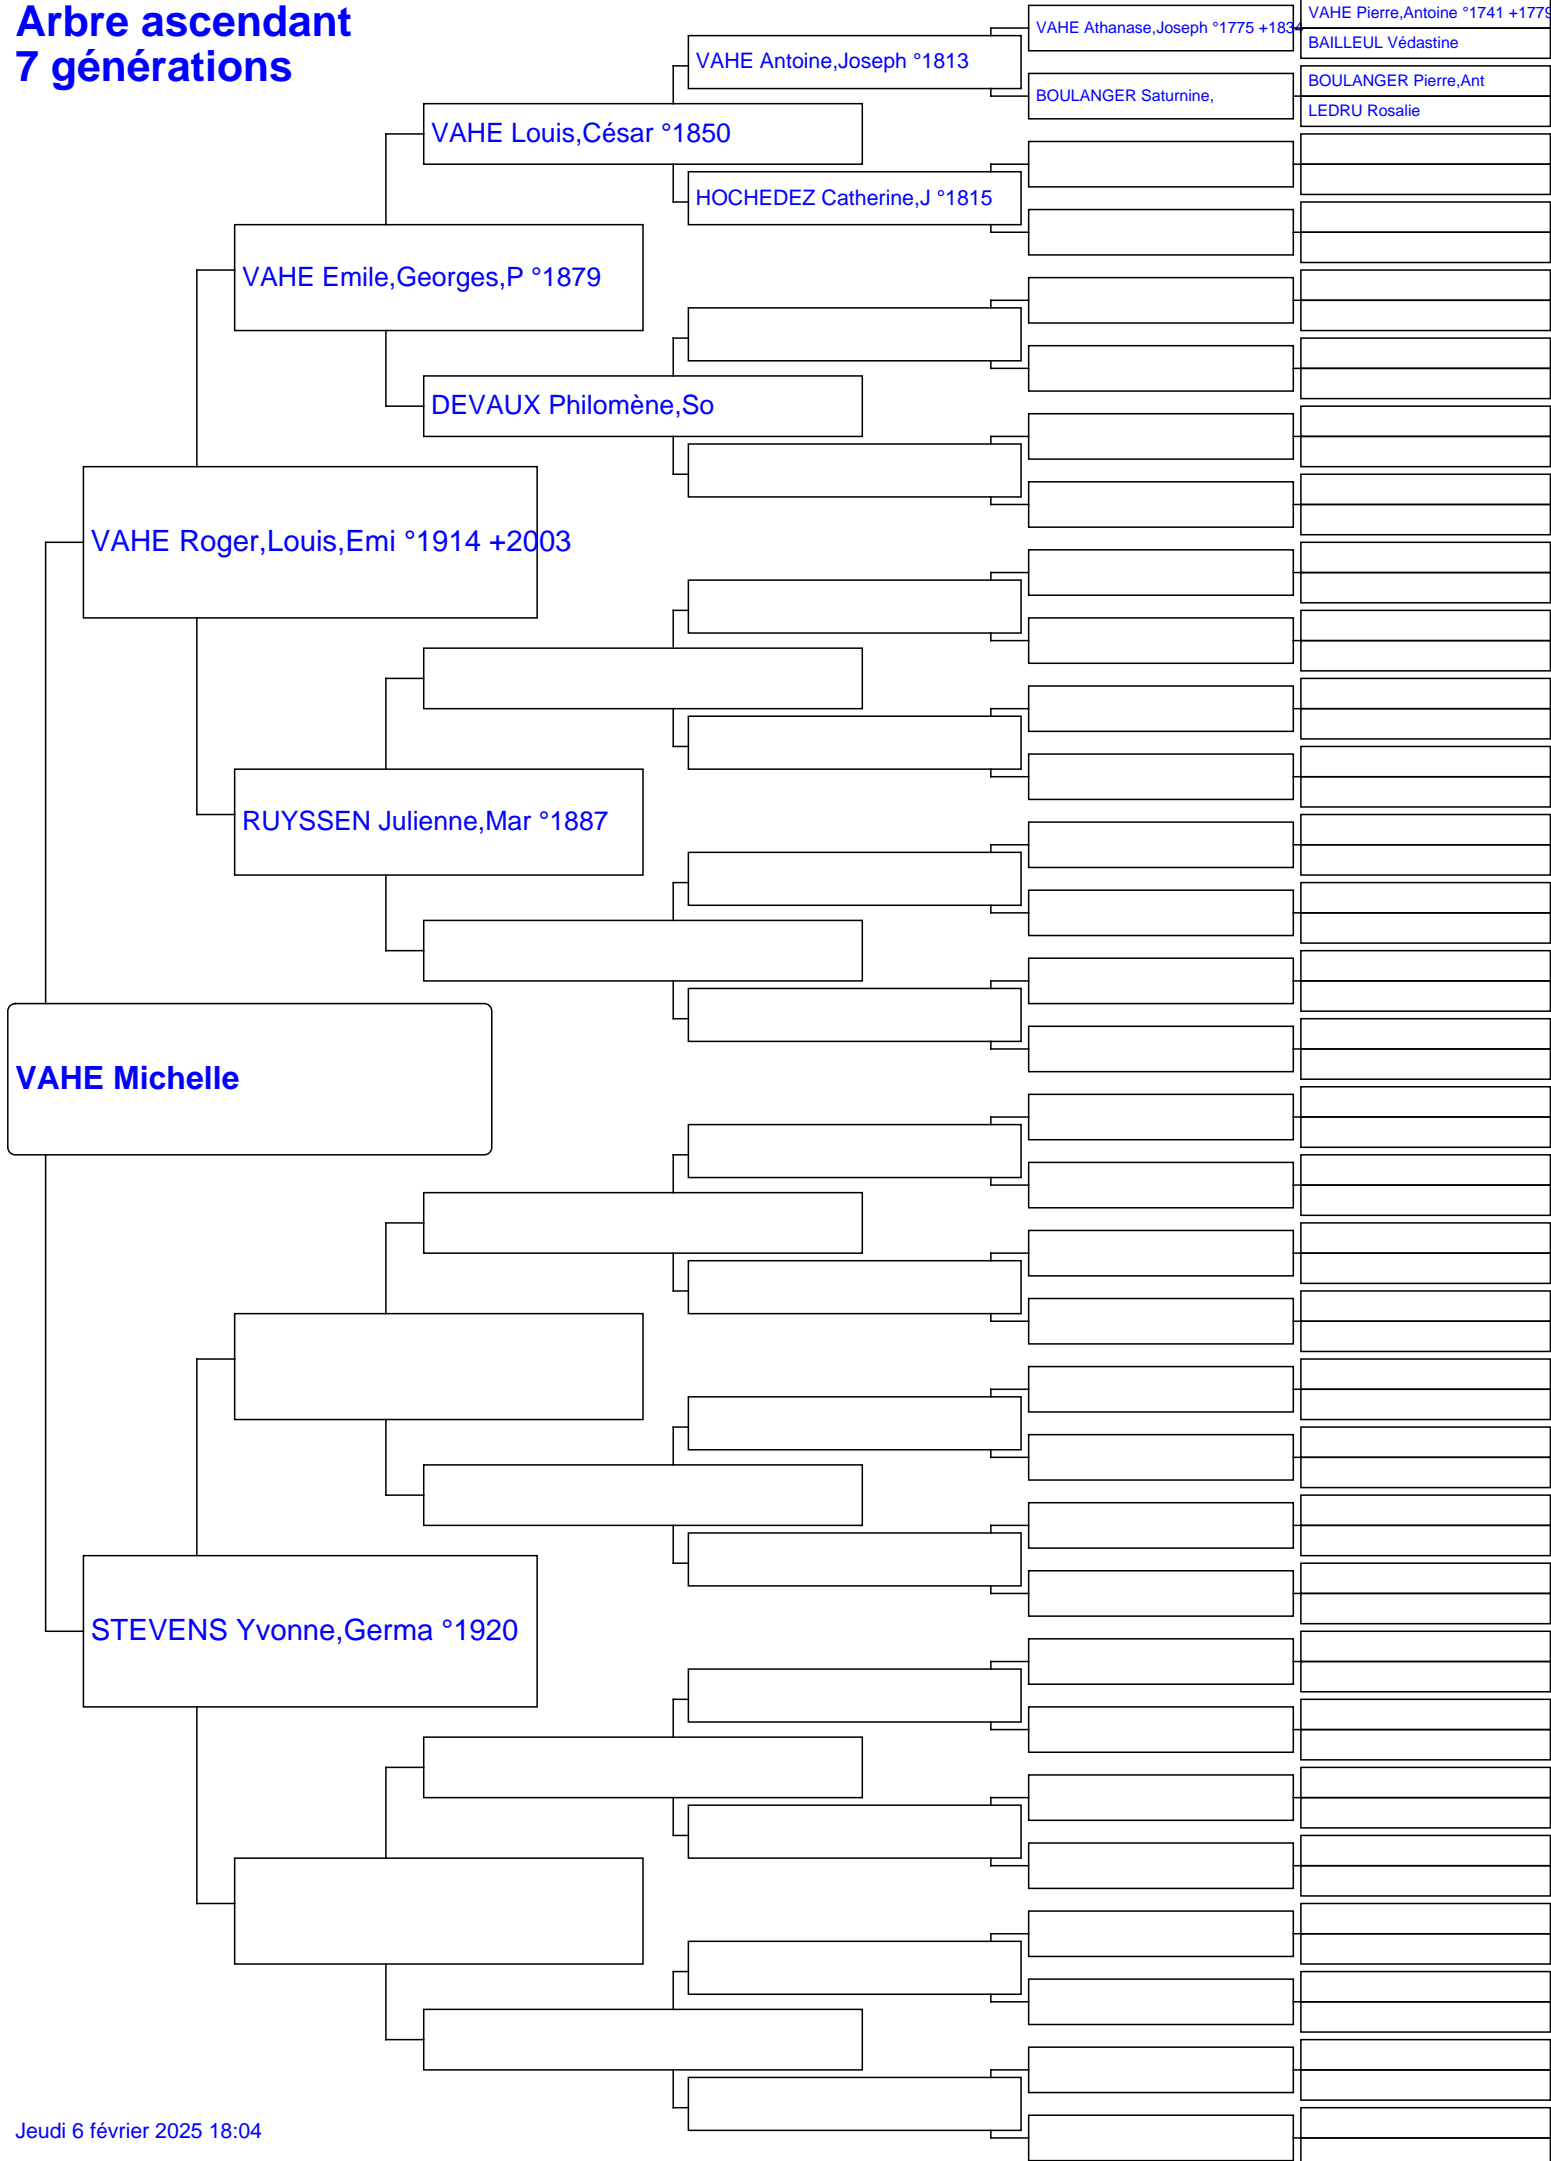 Arbre ascendant
7 générations
VAHE Pierre,Antoine °1741 +1779
VAHE Athanase,Joseph °1775 +1834
BAILLEUL Védastine
VAHE Antoine,Joseph °1813
BOULANGER Pierre,Ant
BOULANGER Saturnine,
LEDRU Rosalie
VAHE Louis,César °1850
HOCHEDEZ Catherine,J °1815
VAHE Emile,Georges,P °1879
DEVAUX Philomène,So
VAHE Roger,Louis,Emi °1914 +2003
RUYSSEN Julienne,Mar °1887
VAHE Michelle
STEVENS Yvonne,Germa °1920
Jeudi 6 février 2025 18:04